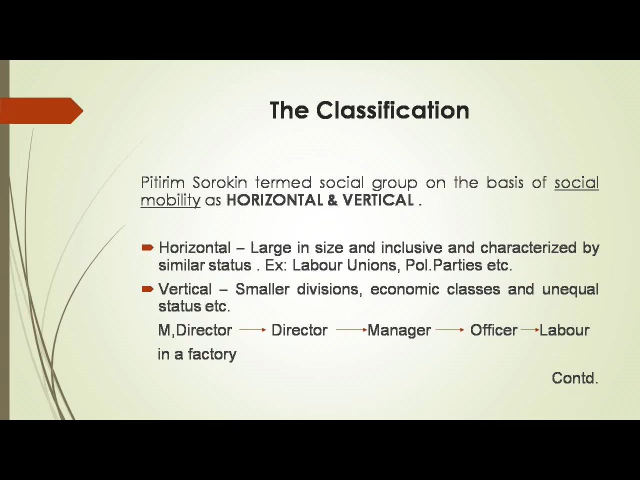 The Classification
Pitirim Sorokin termed social group on the basis of social
mobility as HORIZONTAL & VERTICAL .
Horizontal – Large in size and inclusive and characterized by
similar status . Ex: Labour Unions, Pol.Parties etc.
Vertical – Smaller divisions, economic classes and unequal
status etc.
M,Director → Director → Manager → Officer → Labour
in a factory
Contd.